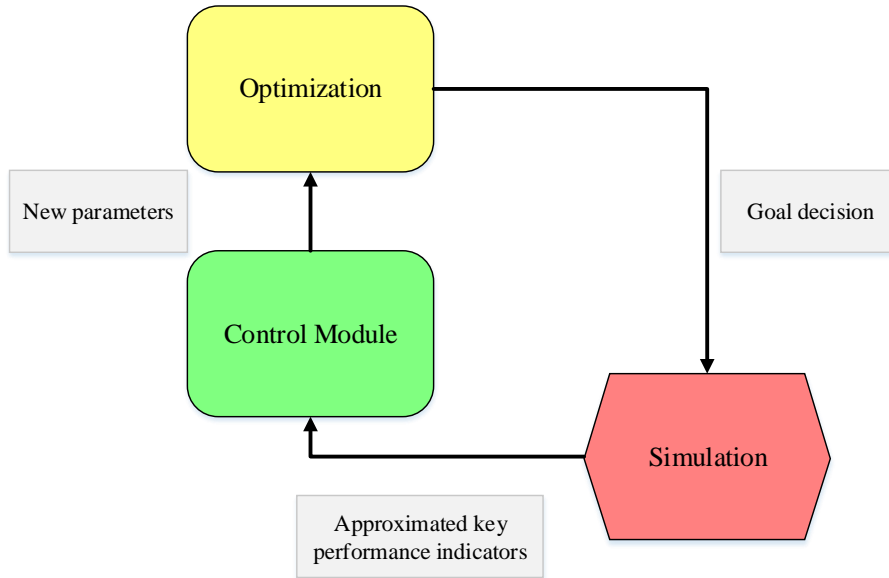 Optimization
New parameters
Goal decision
Control Module
Simulation
Approximated key
performance indicators